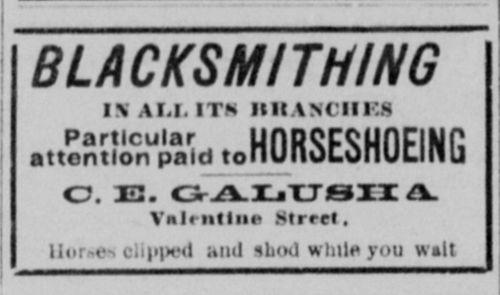 BLACKSMITHING
IN ALL ITS BRANCHES
Particular
attention paid to HORSESHOEING
C. E. GALUSHA
Valentine Street.
Horses clipped and shod while you wait